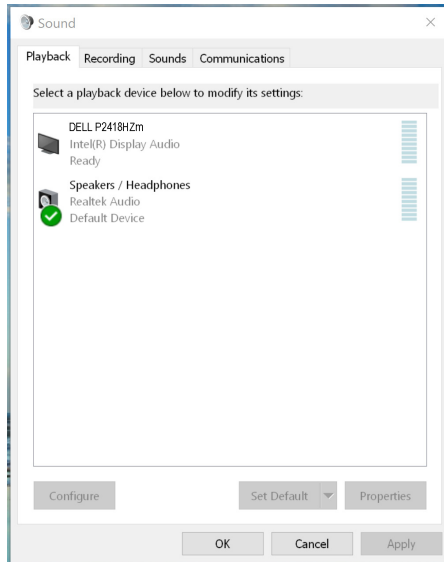 Sound
Playback Recording Sounds Communications
Select a playback device below to modify its settings:
DELL P2418HZm
Intel(R) Display Audio
Ready
Speakers / Headphones
Realtek Audio
Default Device
Configure Set Default Properties
OK Cancel Apply